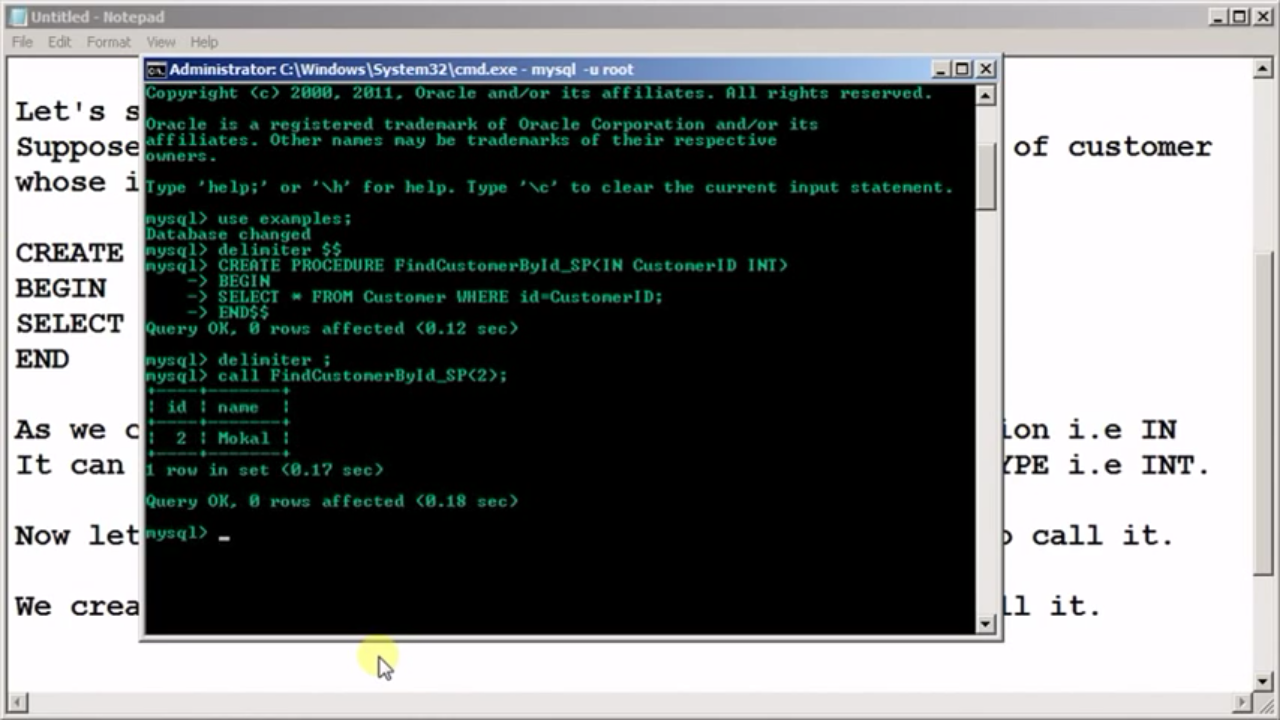 Untitled - Notepad
File Edit Format View Help
Let's s
Suppose of customer
whose i
CREATE
BEGIN
SELECT
END
As we c ion i.e IN
It can YPE i.e INT.
Now let o call it.
We crea ll it.
Administrator: C:\Windows\System32\cmd.exe - mysql -u root
Copyright (c) 2000, 2011, Oracle and/or its affiliates. All rights reserved.
Oracle is a registered trademark of Oracle Corporation and/or its
affiliates. Other names may be trademarks of their respective
owners.
Type 'help;' or '\h' for help. Type '\c' to clear the current input statement.
mysql> use examples;
Database changed
mysql> delimiter $$
mysql> CREATE PROCEDURE FindCustomerById_SP(IN CustomerID INT)
-> BEGIN
-> SELECT * FROM Customer WHERE id=CustomerID;
-> END$$
Query OK, 0 rows affected (0.12 sec)
mysql> delimiter ;
mysql> call FindCustomerById_SP(2);
+----+-------+
| id | name |
+----+-------+
| 2 | Mokal |
+----+-------+
1 row in set (0.17 sec)
Query OK, 0 rows affected (0.18 sec)
mysql> _